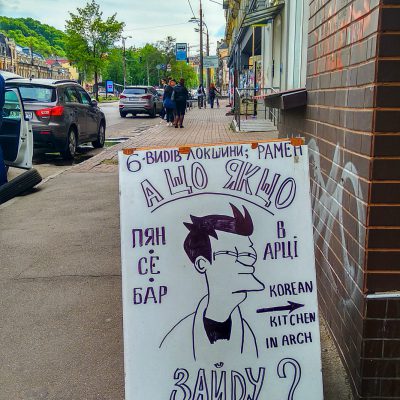 6-ВИДІВ ЛОКШИНИ; РАМЕН
А ЩО ЯКЩО
ПЯН
СЕ
БАР
В
АРЦІ
KOREAN
KITCHEN
IN ARCH
ЗАЙДУ?